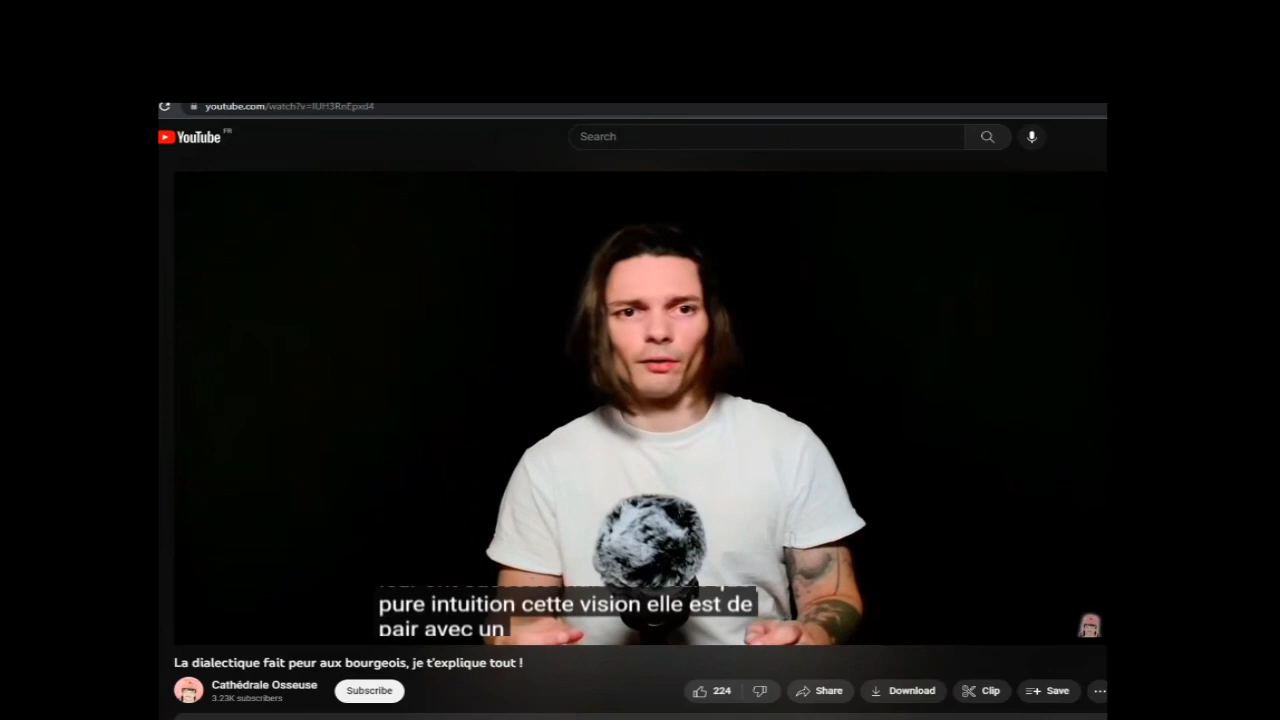 youtube.com/watch?v=IUH3RnEpxd4
YouTube FR
Search
pure intuition cette vision elle est de
pair avec un
La dialectique fait peur aux bourgeois, je t'explique tout !
Cathédrale Osseuse
3.23K subscribers
Subscribe
224
Share
Download
Clip
Save